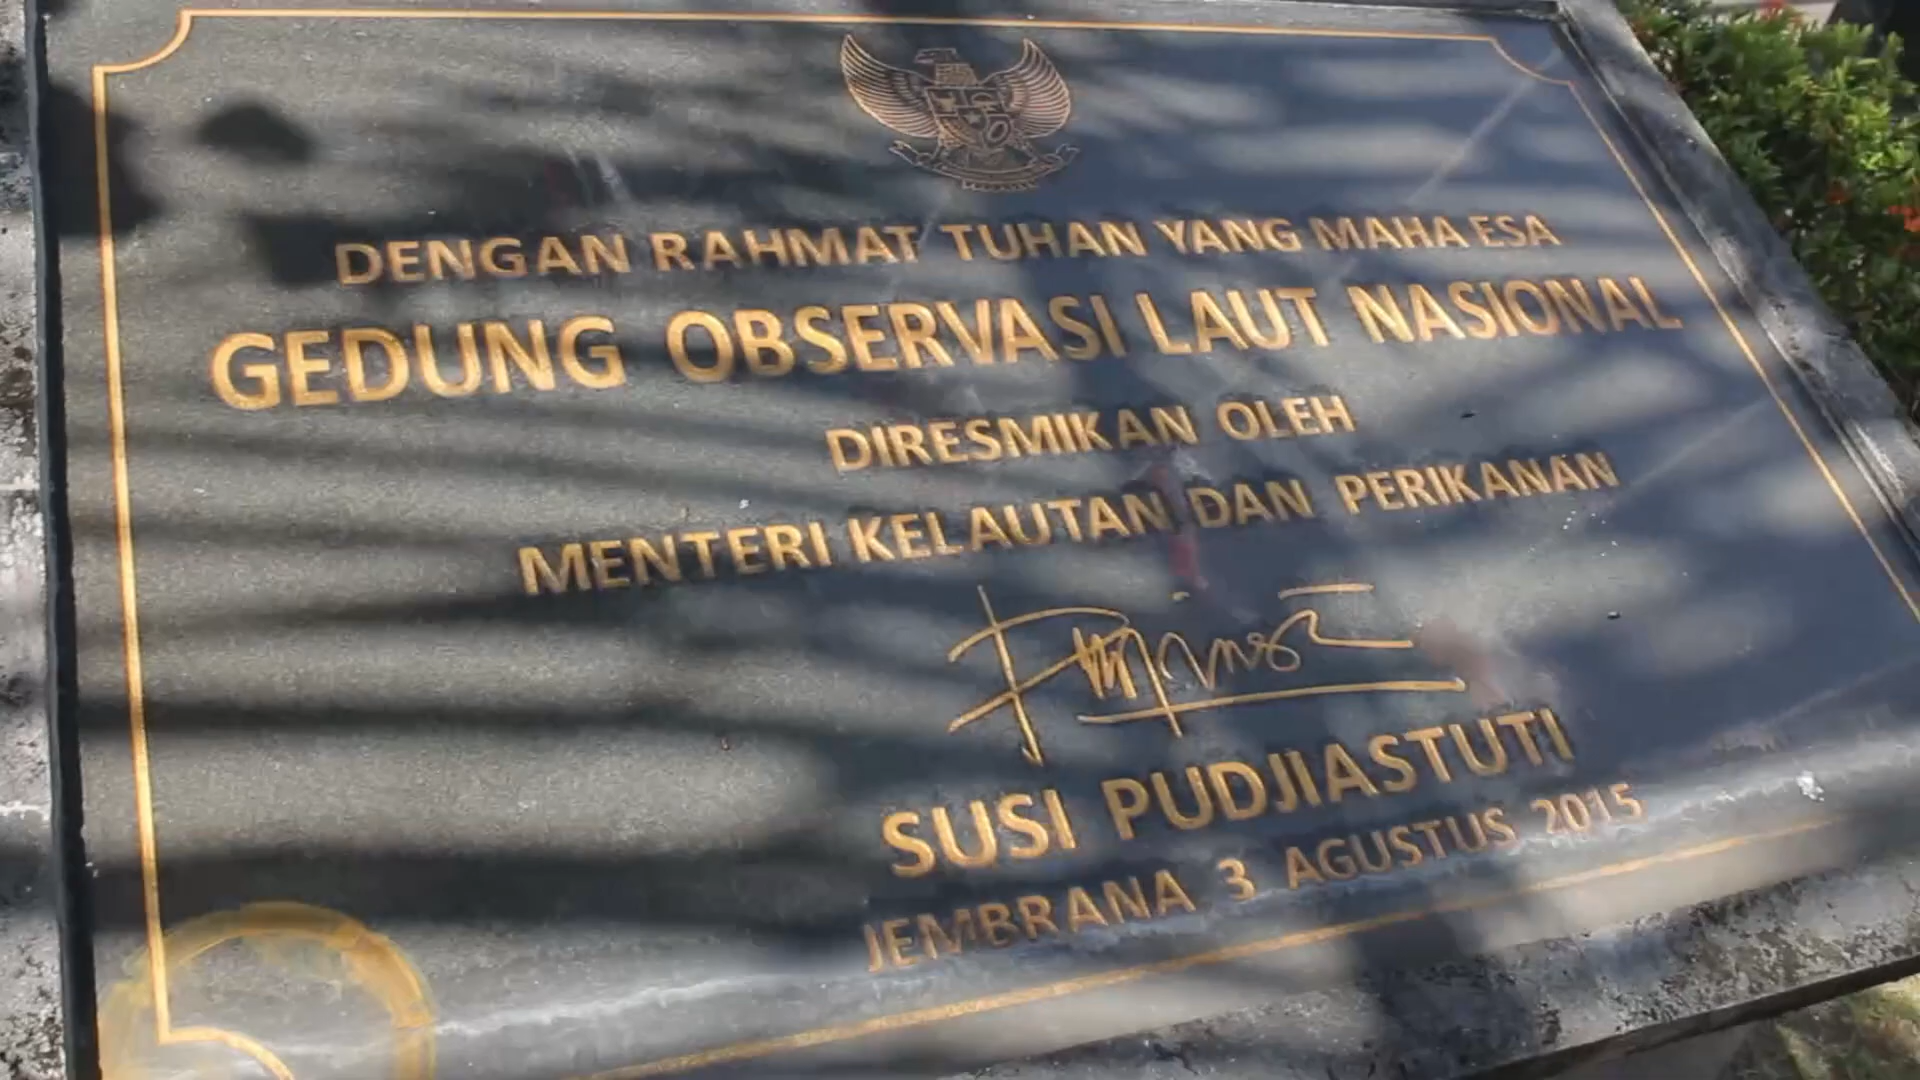 DENGAN RAHMAT TUHAN YANG MAHA ESA
GEDUNG OBSERVASI LAUT NASIONAL
DIRESMIKAN OLEH
MENTERI KELAUTAN DAN PERIKANAN
SUSI PUDJIASTUTI
JEMBRANA 3 AGUSTUS 2015